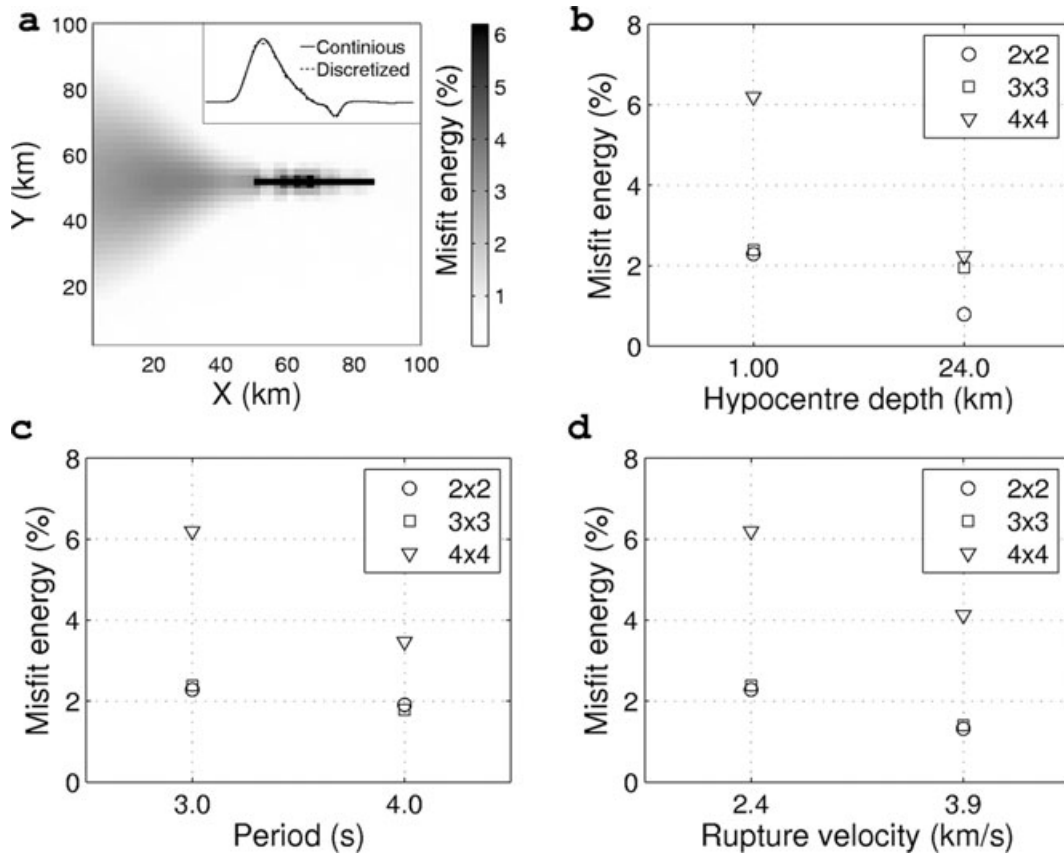 a
100
80
60
40
20
Y (km)
20 40 60 80 100
X (km)
Continious
Discretized
6
5
4
3
2
1
Misfit energy (%)
b
8
6
4
2
0
Misfit energy (%)
2x2
3x3
4x4
1.00 24.0
Hypocentre depth (km)
c
8
6
4
2
0
Misfit energy (%)
2x2
3x3
4x4
3.0 4.0
Period (s)
d
8
6
4
2
0
Misfit energy (%)
2x2
3x3
4x4
2.4 3.9
Rupture velocity (km/s)